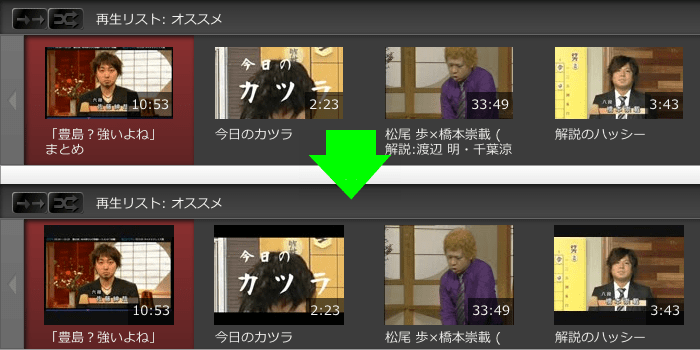 再生リスト: オススメ
10:53
今日の
カツラ
2:23
33:49
3:43
「豊島？強いよね」
まとめ
今日のカツラ
松尾 歩×橋本崇載 (
解説:渡辺 明・千葉涼
解説のハッシー
再生リスト: オススメ
10:53
今日の
カツラ
2:23
33:49
3:43
「豊島？強いよね」
今日のカツラ
松尾 歩×橋本崇載 (
解説のハッシー